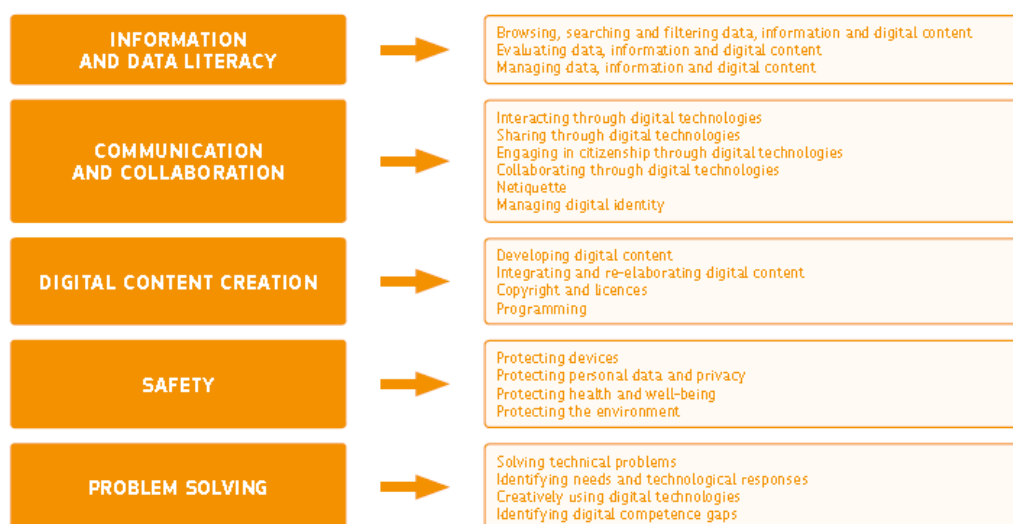 INFORMATION
AND DATA LITERACY
Browsing, searching and filtering data, information and digital content
Evaluating data, information and digital content
Managing data, information and digital content
COMMUNICATION
AND COLLABORATION
Interacting through digital technologies
Sharing through digital technologies
Engaging in citizenship through digital technologies
Collaborating through digital technologies
Netiquette
Managing digital identity
DIGITAL CONTENT CREATION
Developing digital content
Integrating and re-elaborating digital content
Copyright and licences
Programming
SAFETY
Protecting devices
Protecting personal data and privacy
Protecting health and well-being
Protecting the environment
PROBLEM SOLVING
Solving technical problems
Identifying needs and technological responses
Creatively using digital technologies
Identifying digital competence gaps